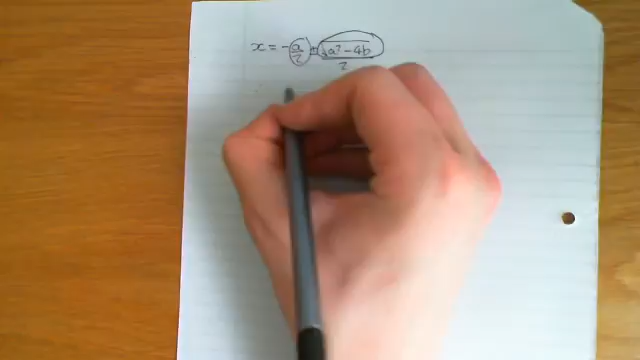 x = -a/2 ± √a²-4b/2